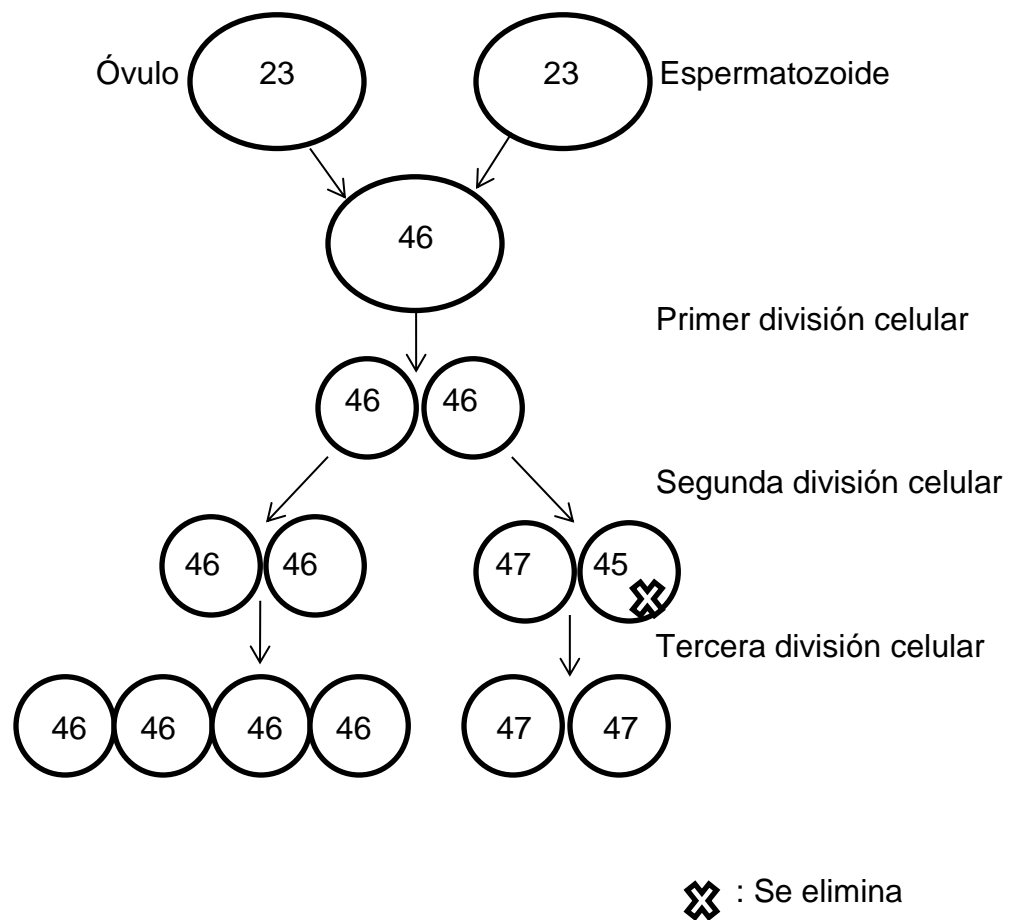 Óvulo 23 23 Espermatozoide
46
Primer división celular
46 46
Segunda división celular
46 46 47 45
Tercera división celular
46 46 46 46 47 47
: Se elimina